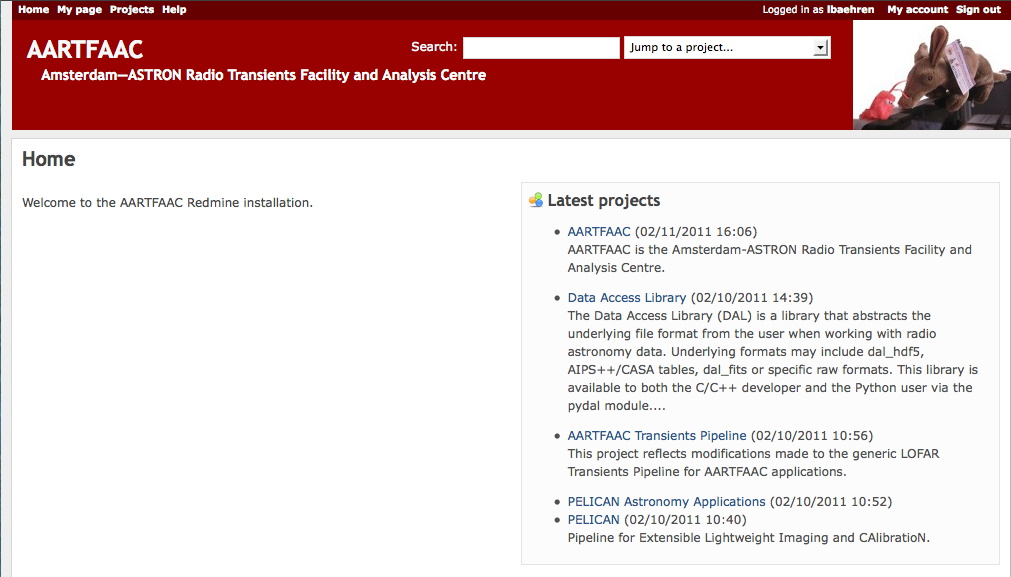 Home My page Projects Help
Logged in as lbaehren My account Sign out
AARTFAAC
Search: Jump to a project...
Amsterdam—ASTRON Radio Transients Facility and Analysis Centre
Home
Welcome to the AARTFAAC Redmine installation.
Latest projects
• AARTFAAC (02/11/2011 16:06)
AARTFAAC is the Amsterdam-ASTRON Radio Transients Facility and
Analysis Centre.
• Data Access Library (02/10/2011 14:39)
The Data Access Library (DAL) is a library that abstracts the
underlying file format from the user when working with radio
astronomy data. Underlying formats may include dal_hdf5,
AIPS++/CASA tables, dal_fits or specific raw formats. This library is
available to both the C/C++ developer and the Python user via the
pydal module....
• AARTFAAC Transients Pipeline (02/10/2011 10:56)
This project reflects modifications made to the generic LOFAR
Transients Pipeline for AARTFAAC applications.
• PELICAN Astronomy Applications (02/10/2011 10:52)
• PELICAN (02/10/2011 10:40)
Pipeline for Extensible Lightweight Imaging and CAlibratioN.